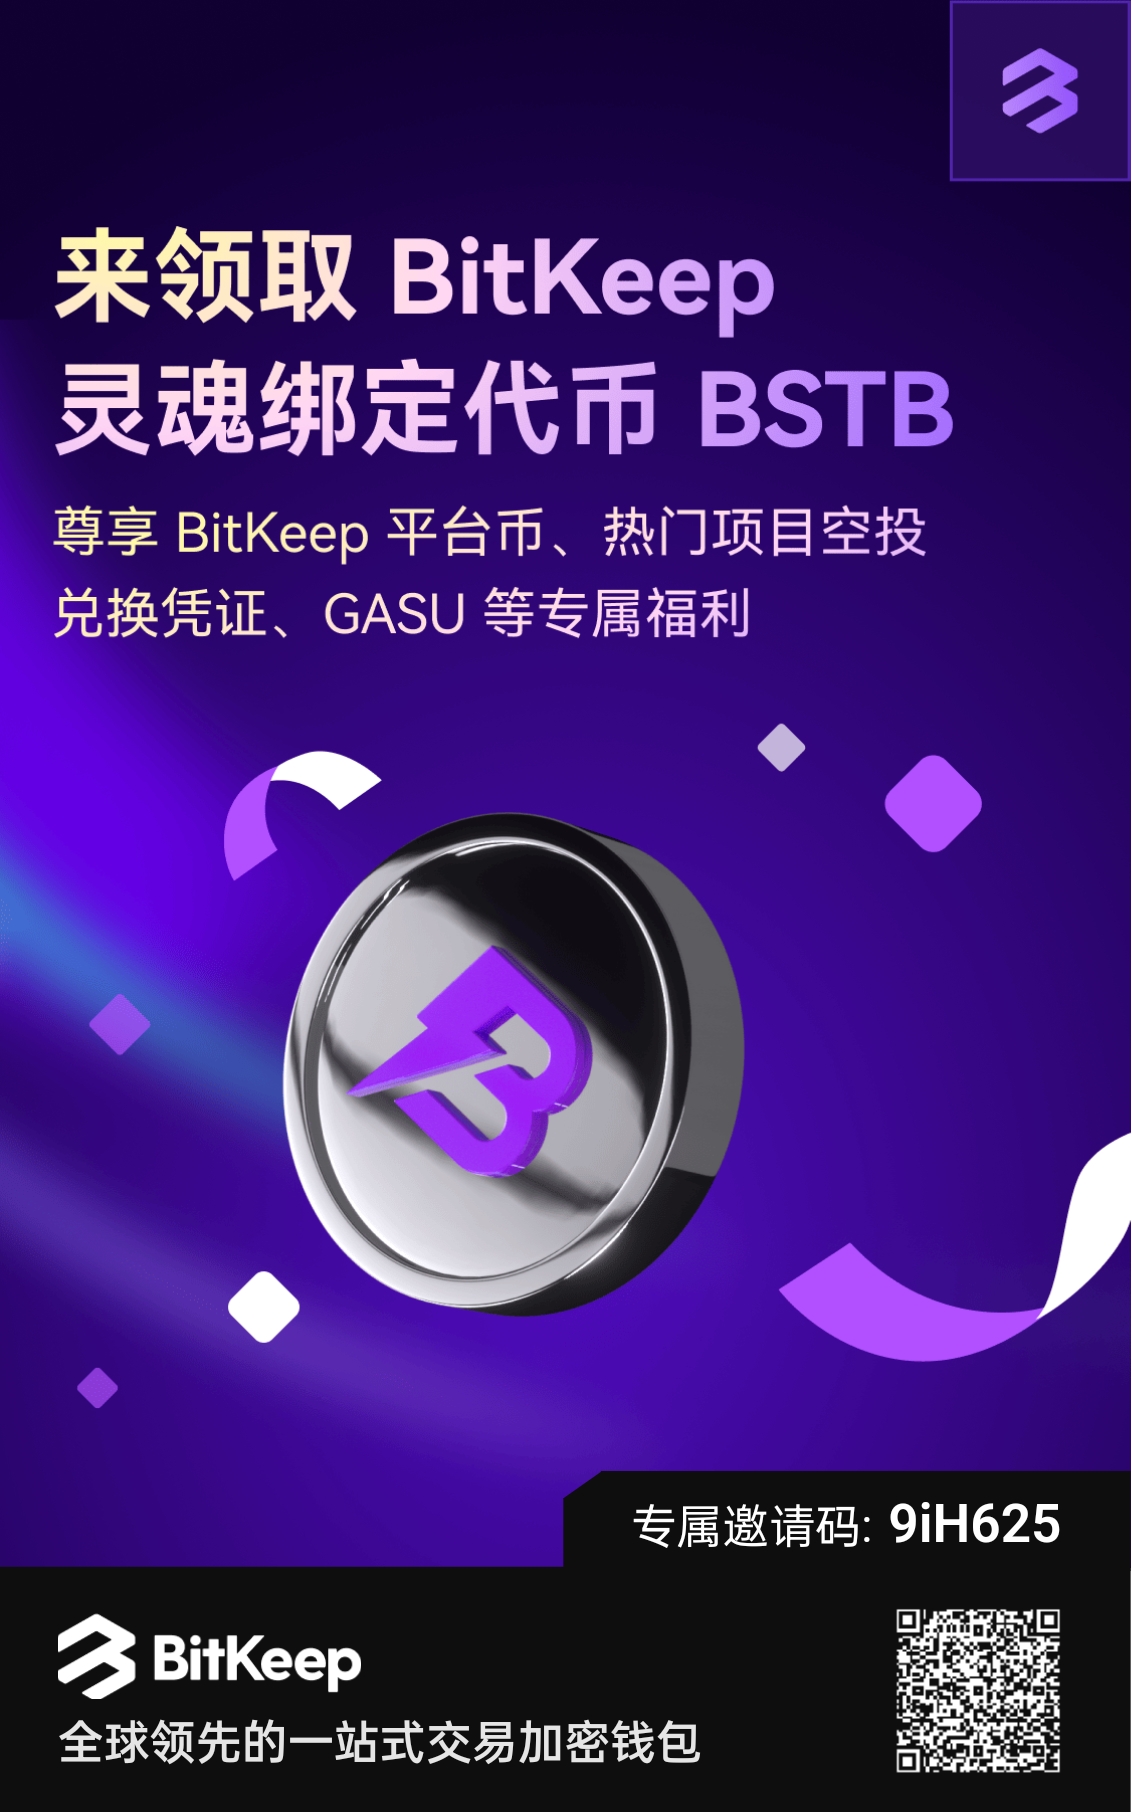 来领取 BitKeep
灵魂绑定代币 BSTB
尊享 BitKeep 平台币、热门项目空投
兑换凭证、GASU 等专属福利
专属邀请码: 9iH625
BitKeep
全球领先的一站式交易加密钱包